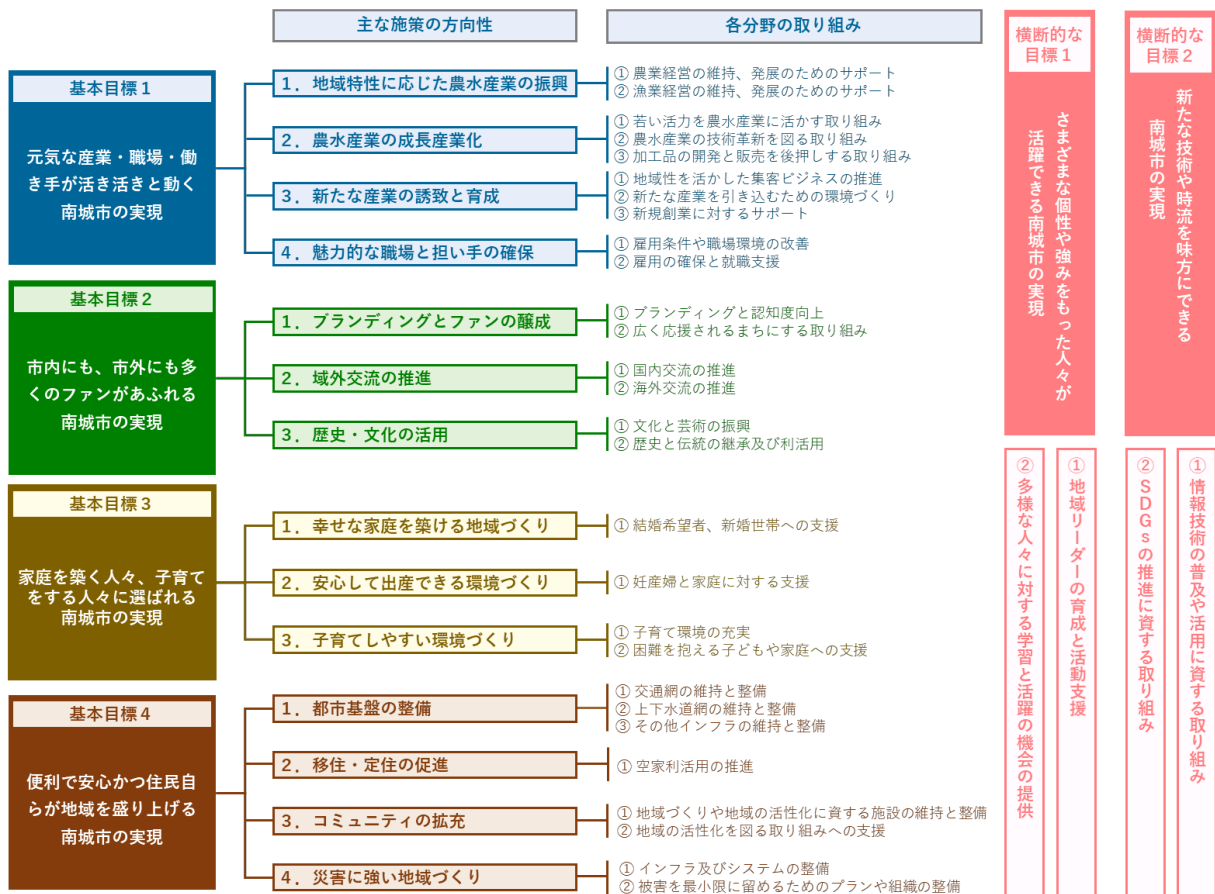 主な施策の方向性
各分野の取り組み
基本目標１
元気な産業・職場・働
き手が活き活きと動く
南城市の実現
１．地域特性に応じた農水産業の振興
① 農業経営の維持、発展のためのサポート
② 漁業経営の維持、発展のためのサポート
２．農水産業の成長産業化
① 若い活力を農水産業に活かす取り組み
② 農水産業の技術革新を図る取り組み
③ 加工品の開発と販売を後押しする取り組み
３．新たな産業の誘致と育成
① 地域性を活かした集客ビジネスの推進
② 新たな産業を引き込むための環境づくり
③ 新規創業に対するサポート
４．魅力的な職場と担い手の確保
① 雇用条件や職場環境の改善
② 雇用の確保と就職支援
基本目標２
市内にも、市外にも多
くのファンがあふれる
南城市の実現
１．ブランディングとファンの醸成
① ブランディングと認知度向上
② 広く応援されるまちにする取り組み
２．域外交流の推進
① 国内交流の推進
② 海外交流の推進
３．歴史・文化の活用
① 文化と芸術の振興
② 歴史と伝統の継承及び利活用
基本目標３
家庭を築く人々、子育て
をする人々に選ばれる
南城市の実現
１．幸せな家庭を築ける地域づくり
① 結婚希望者、新婚世帯への支援
２．安心して出産できる環境づくり
① 妊産婦と家庭に対する支援
３．子育てしやすい環境づくり
① 子育て環境の充実
② 困難を抱える子どもや家庭への支援
基本目標４
便利で安心かつ住民自
らが地域を盛り上げる
南城市の実現
１．都市基盤の整備
① 交通網の維持と整備
② 上下水道網の維持と整備
③ その他インフラの維持と整備
２．移住・定住の促進
① 空家利活用の推進
３．コミュニティの拡充
① 地域づくりや地域の活性化に資する施設の維持と整備
② 地域の活性化を図る取り組みへの支援
４．災害に強い地域づくり
① インフラ及びシステムの整備
② 被害を最小限に留めるためのプランや組織の整備
横断的な
目標１
さまざまな個性や強みをもった人々が
活躍できる南城市の実現
① 地域リーダーの育成と活動支援
② 多様な人々に対する学習と活躍の機会の提供
横断的な
目標２
新たな技術や時流を味方にできる
南城市の実現
① 情報技術の普及や活用に資する取り組み
② ＳＤＧｓの推進に資する取り組み